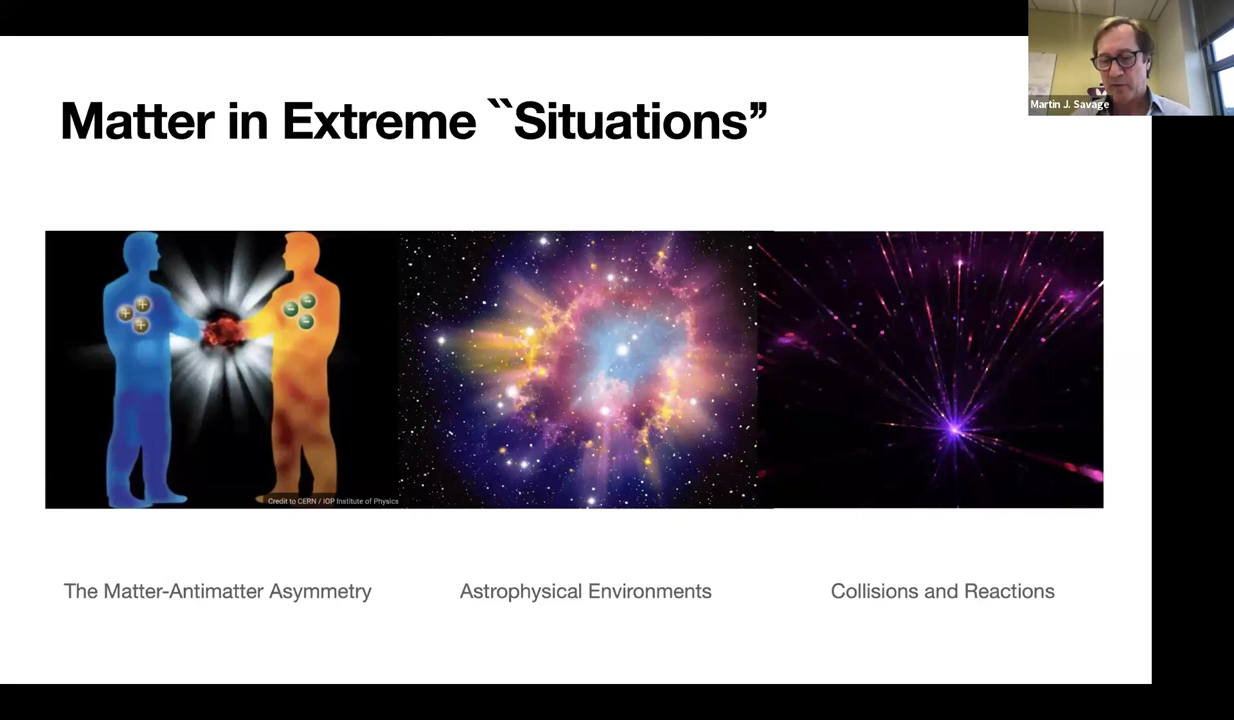 Matter in Extreme ``Situations”
Martin J. Savage
+
+
+
-
-
-
Credit to CERN / IOP Institute of Physics
The Matter-Antimatter Asymmetry
Astrophysical Environments
Collisions and Reactions